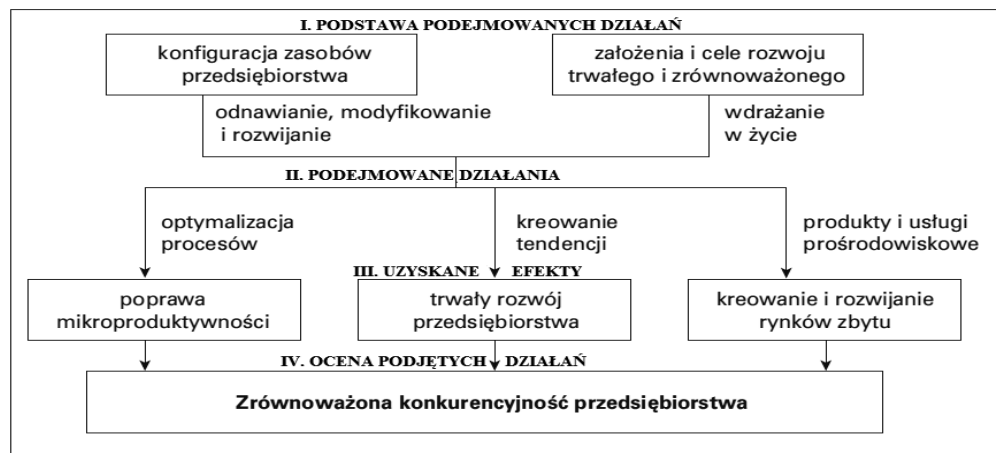 I. PODSTAWA PODEJMOWANYCH DZIAŁAŃ
konfiguracja zasobów
przedsiębiorstwa
założenia i cele rozwoju
trwałego i zrównoważonego
odnawianie, modyfikowanie
i rozwijanie
wdrażanie
w życie
II. PODEJMOWANE DZIAŁANIA
optymalizacja
procesów
kreowanie
tendencji
produkty i usługi
prośrodowiskowe
III. UZYSKANE EFEKTY
poprawa
mikroproduktywności
trwały rozwój
przedsiębiorstwa
kreowanie i rozwijanie
rynków zbytu
IV. OCENA PODJĘTYCH DZIAŁAŃ
Zrównoważona konkurencyjność przedsiębiorstwa